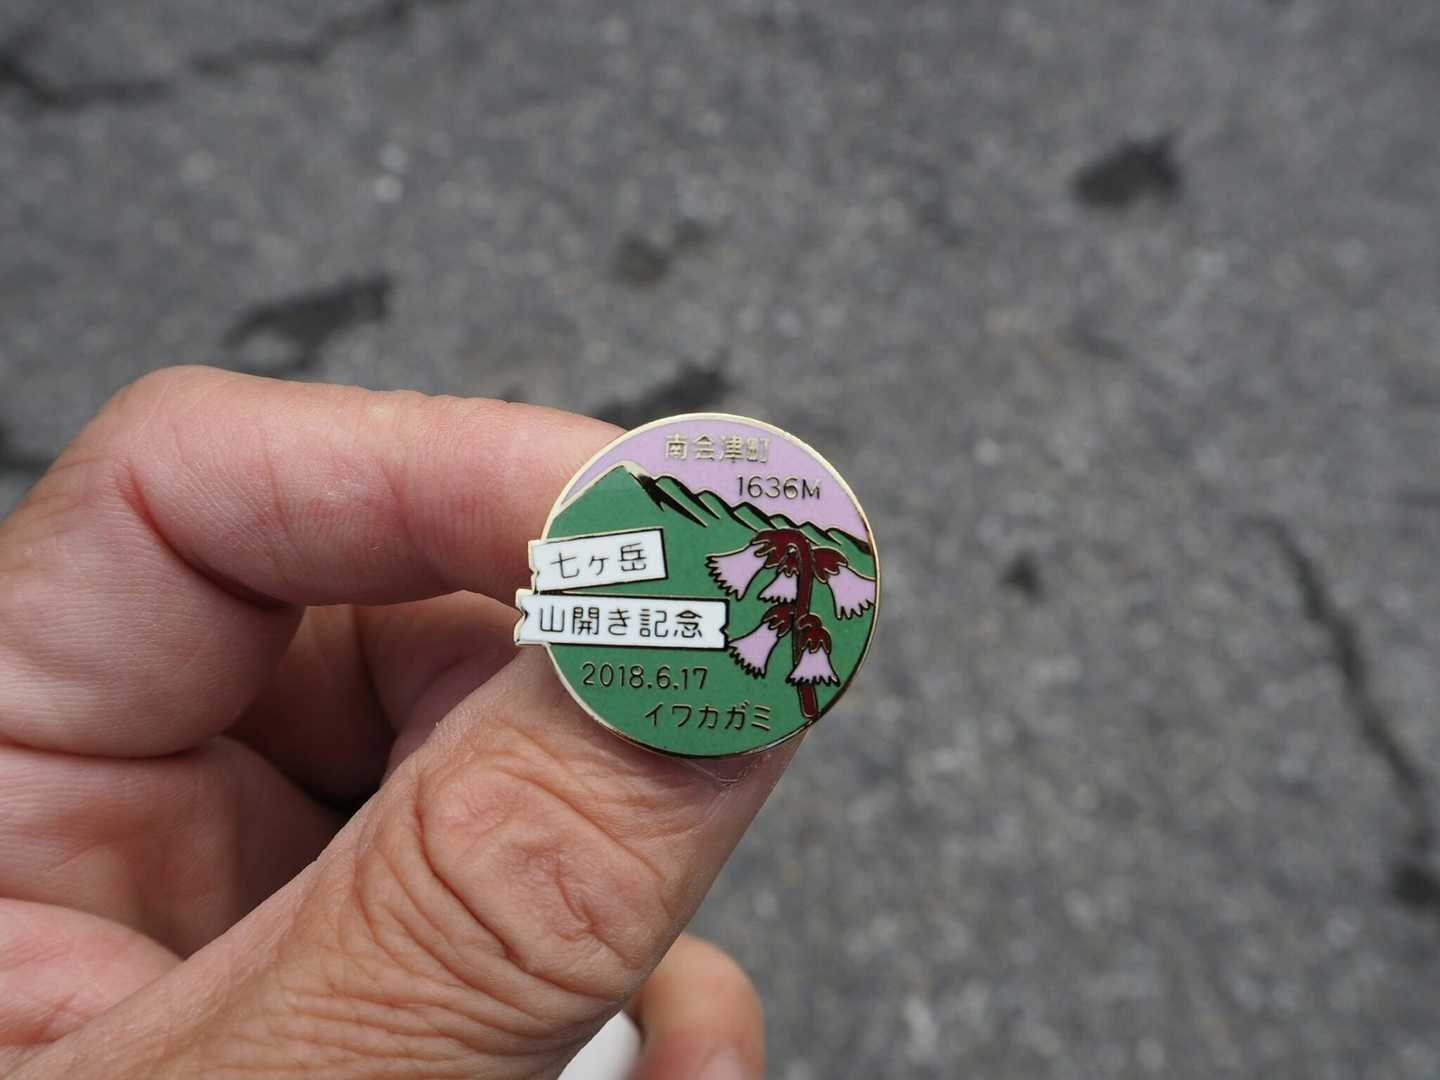 南会津町
1636M
七ヶ岳
山開き記念
2018.6.17
イワカガミ